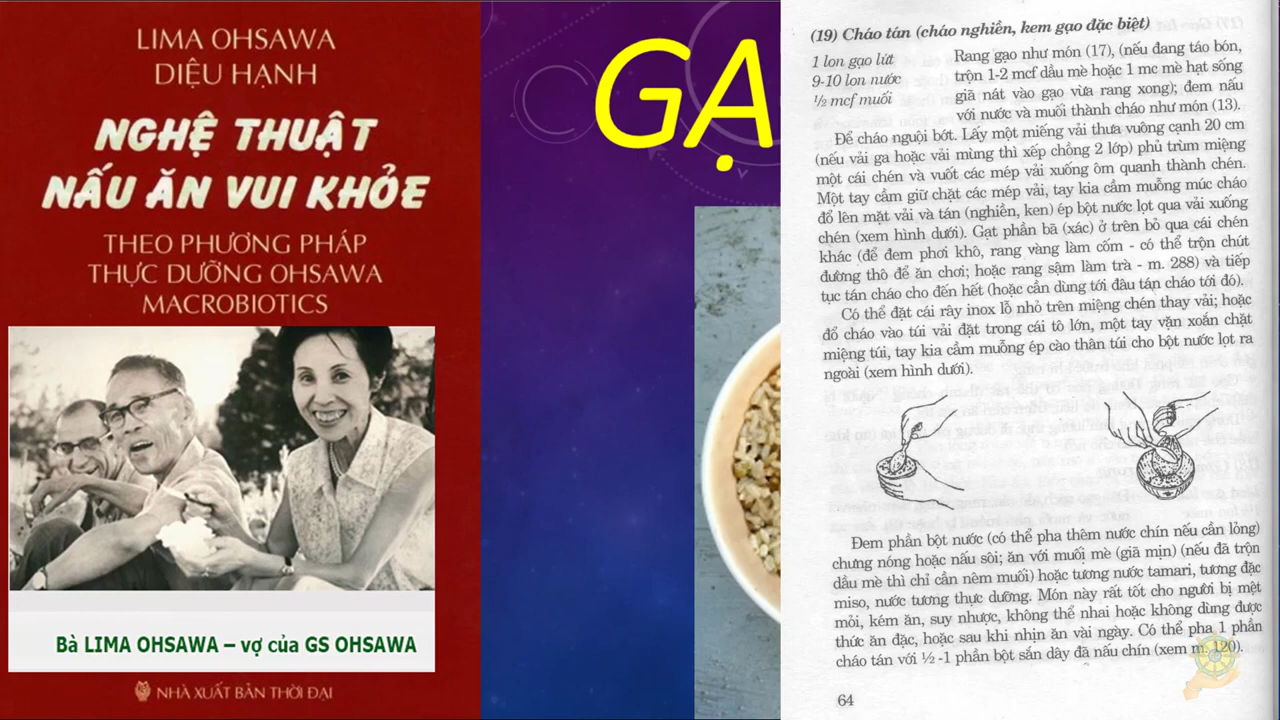 LIMA OHSAWA
DIỆU HẠNH
NGHỆ THUẬT
NẤU ĂN VUI KHỎE
THEO PHƯƠNG PHÁP
THỰC DƯỠNG OHSAWA
MACROBIOTICS
Bà LIMA OHSAWA – vợ của GS OHSAWA
NHÀ XUẤT BẢN THỜI ĐẠI
GẠ
(19) Cháo tán (cháo nghiền, kem gạo đặc biệt)
1 lon gạo lứt
9-10 lon nước
½ mcf muối
Rang gạo như món (17), (nếu đang táo bón,
trộn 1-2 mcf dầu mè hoặc 1 mc mè hạt sống
giã nát vào gạo vừa rang xong); đem nấu
với nước và muối thành cháo như món (13).
Để cháo nguội bớt. Lấy một miếng vải thưa vuông cạnh 20 cm
(nếu vải ga hoặc vải mùng thì xếp chồng 2 lớp) phủ trùm miệng
một cái chén và vuốt các mép vải xuống ôm quanh thành chén.
Một tay cầm giữ chặt các mép vải, tay kia cầm muỗng múc cháo
đổ lên mặt vải và tán (nghiền, ken) ép bột nước lọt qua vải xuống
chén (xem hình dưới). Gạt phần bã (xác) ở trên bỏ qua cái chén
khác (để đem phơi khô, rang vàng làm cốm - có thể trộn chút
đường thô để ăn chơi; hoặc rang sậm làm trà - m. 288) và tiếp
tục tán cháo cho đến hết (hoặc cần dùng tới đâu tán cháo tới đó).
Có thể đặt cái rây inox lỗ nhỏ trên miệng chén thay vải; hoặc
đổ cháo vào túi vải đặt trong cái tô lớn, một tay vặn xoắn chặt
miệng túi, tay kia cầm muỗng ép cào thân túi cho bột nước lọt ra
ngoài (xem hình dưới).
Đem phần bột nước (có thể pha thêm nước chín nếu cần lỏng)
chưng nóng hoặc nấu sôi; ăn với muối mè (giã mịn) (nếu đã trộn
dầu mè thì chỉ cần nêm muối) hoặc tương nước tamari, tương đặc
miso, nước tương thực dưỡng. Món này rất tốt cho người bị mệt
mỏi, kém ăn, suy nhược, không thể nhai hoặc không dùng được
thức ăn đặc, hoặc sau khi nhịn ăn vài ngày. Có thể pha 1 phần
cháo tán với ½ -1 phần bột sắn dây đã nấu chín (xem m. 120).
64